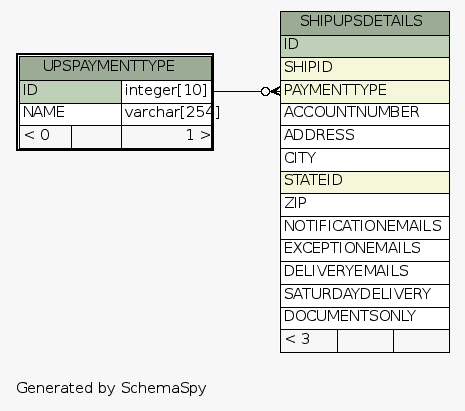 UPSPAYMENTTYPE
ID integer[10]
NAME varchar[254]
< 0 1 >
SHIPUPSDETAILS
ID
SHIPID
PAYMENTTYPE
ACCOUNTNUMBER
ADDRESS
CITY
STATEID
ZIP
NOTIFICATIONEMAILS
EXCEPTIONEMAILS
DELIVERYEMAILS
SATURDAYDELIVERY
DOCUMENTSONLY
< 3
Generated by SchemaSpy